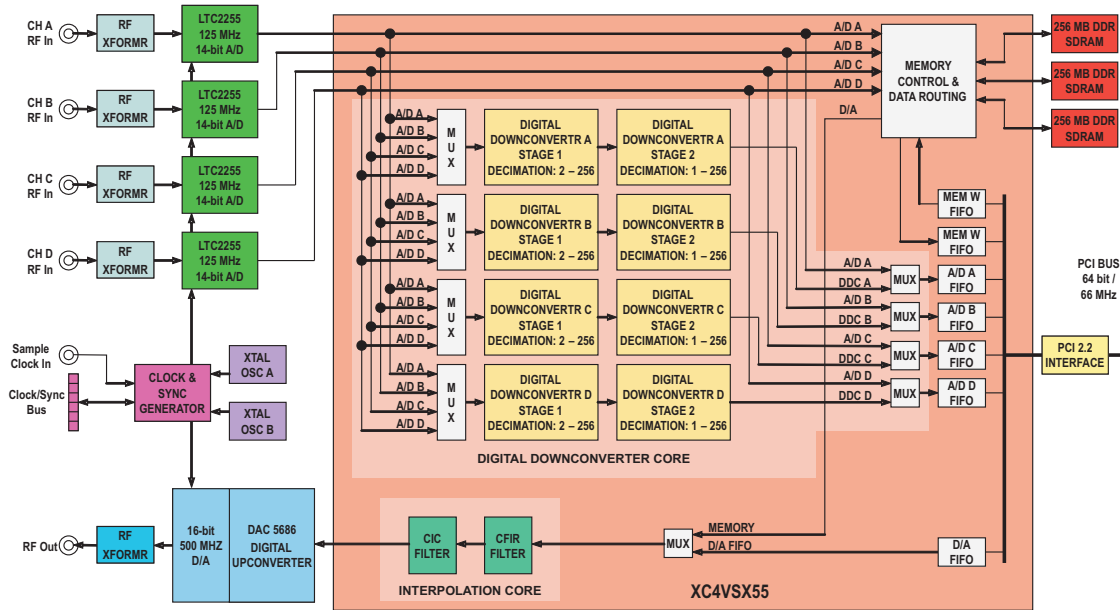 CH A
RF In
RF
XFORMR
LTC2255
125 MHz
14-bit A/D
CH B
RF In
RF
XFORMR
LTC2255
125 MHz
14-bit A/D
CH C
RF In
RF
XFORMR
LTC2255
125 MHz
14-bit A/D
CH D
RF In
RF
XFORMR
LTC2255
125 MHz
14-bit A/D
Sample
Clock In
Clock/Sync
Bus
CLOCK &
SYNC
GENERATOR
XTAL
OSC A
XTAL
OSC B
RF Out
RF
XFORMR
16-bit
500 MHZ
D/A
DAC 5686
DIGITAL
UPCONVERTER
A/D A
A/D B
A/D C
A/D D
D/A
MEMORY
CONTROL &
DATA ROUTING
256 MB DDR
SDRAM
256 MB DDR
SDRAM
256 MB DDR
SDRAM
A/D A
A/D B
A/D C
A/D D
MUX
DIGITAL
DOWNCONVERTR A
STAGE 1
DECIMATION: 2 – 256
DIGITAL
DOWNCONVERTR A
STAGE 2
DECIMATION: 1 – 256
A/D A
A/D B
A/D C
A/D D
MUX
DIGITAL
DOWNCONVERTR B
STAGE 1
DECIMATION: 2 – 256
DIGITAL
DOWNCONVERTR B
STAGE 2
DECIMATION: 1 – 256
A/D A
A/D B
A/D C
A/D D
MUX
DIGITAL
DOWNCONVERTR C
STAGE 1
DECIMATION: 2 – 256
DIGITAL
DOWNCONVERTR C
STAGE 2
DECIMATION: 1 – 256
A/D A
A/D B
A/D C
A/D D
MUX
DIGITAL
DOWNCONVERTR D
STAGE 1
DECIMATION: 2 – 256
DIGITAL
DOWNCONVERTR D
STAGE 2
DECIMATION: 1 – 256
DIGITAL DOWNCONVERTER CORE
MEM W
FIFO
MEM W
FIFO
A/D A
DDC A
MUX
A/D A
FIFO
A/D B
DDC B
MUX
A/D B
FIFO
A/D C
DDC C
MUX
A/D C
FIFO
A/D D
DDC D
MUX
A/D D
FIFO
PCI BUS
64 bit /
66 MHz
PCI 2.2
INTERFACE
CIC
FILTER
CFIR
FILTER
INTERPOLATION CORE
MUX
MEMORY
D/A FIFO
D/A
FIFO
XC4VSX55